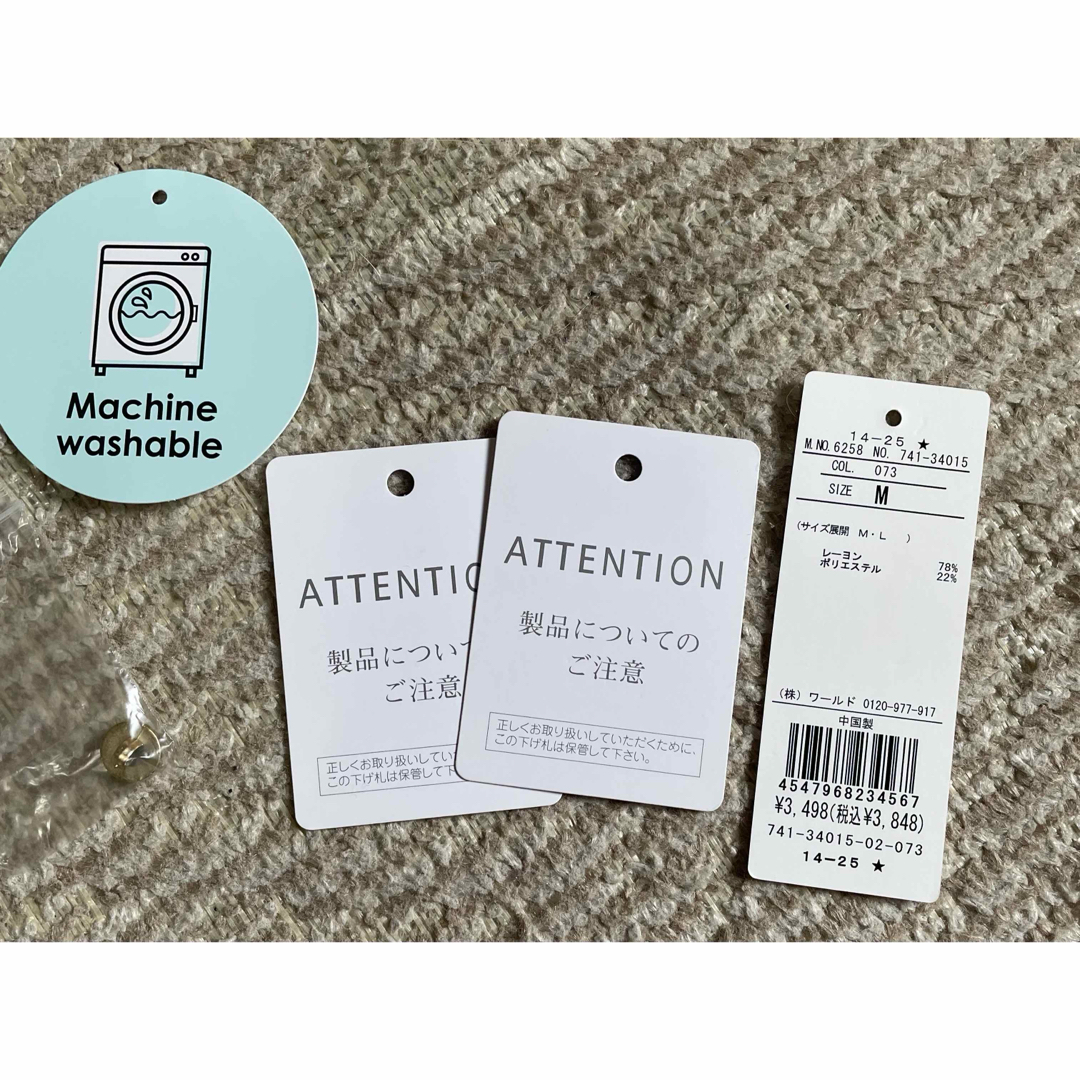 Machine
washable
ATTENTIO
製品について
ご注意
正しくお取り扱いしていた
この下げ札は保管して下
ATTENTION
製品についての
ご注意
正しくお取り扱いしていただくために、
この下げ札は保管して下さい。
14-25 ★
M.NO.6258 NO. 741-34015
COL. 073
SIZE M
(サイズ展開 M・L )
レーヨン 78%
ポリエステル 22%
(株) ワールド 0120-977-917
中国製
4547968234567
¥3,498(税込¥3,848)
741-34015-02-073
14-25 ★